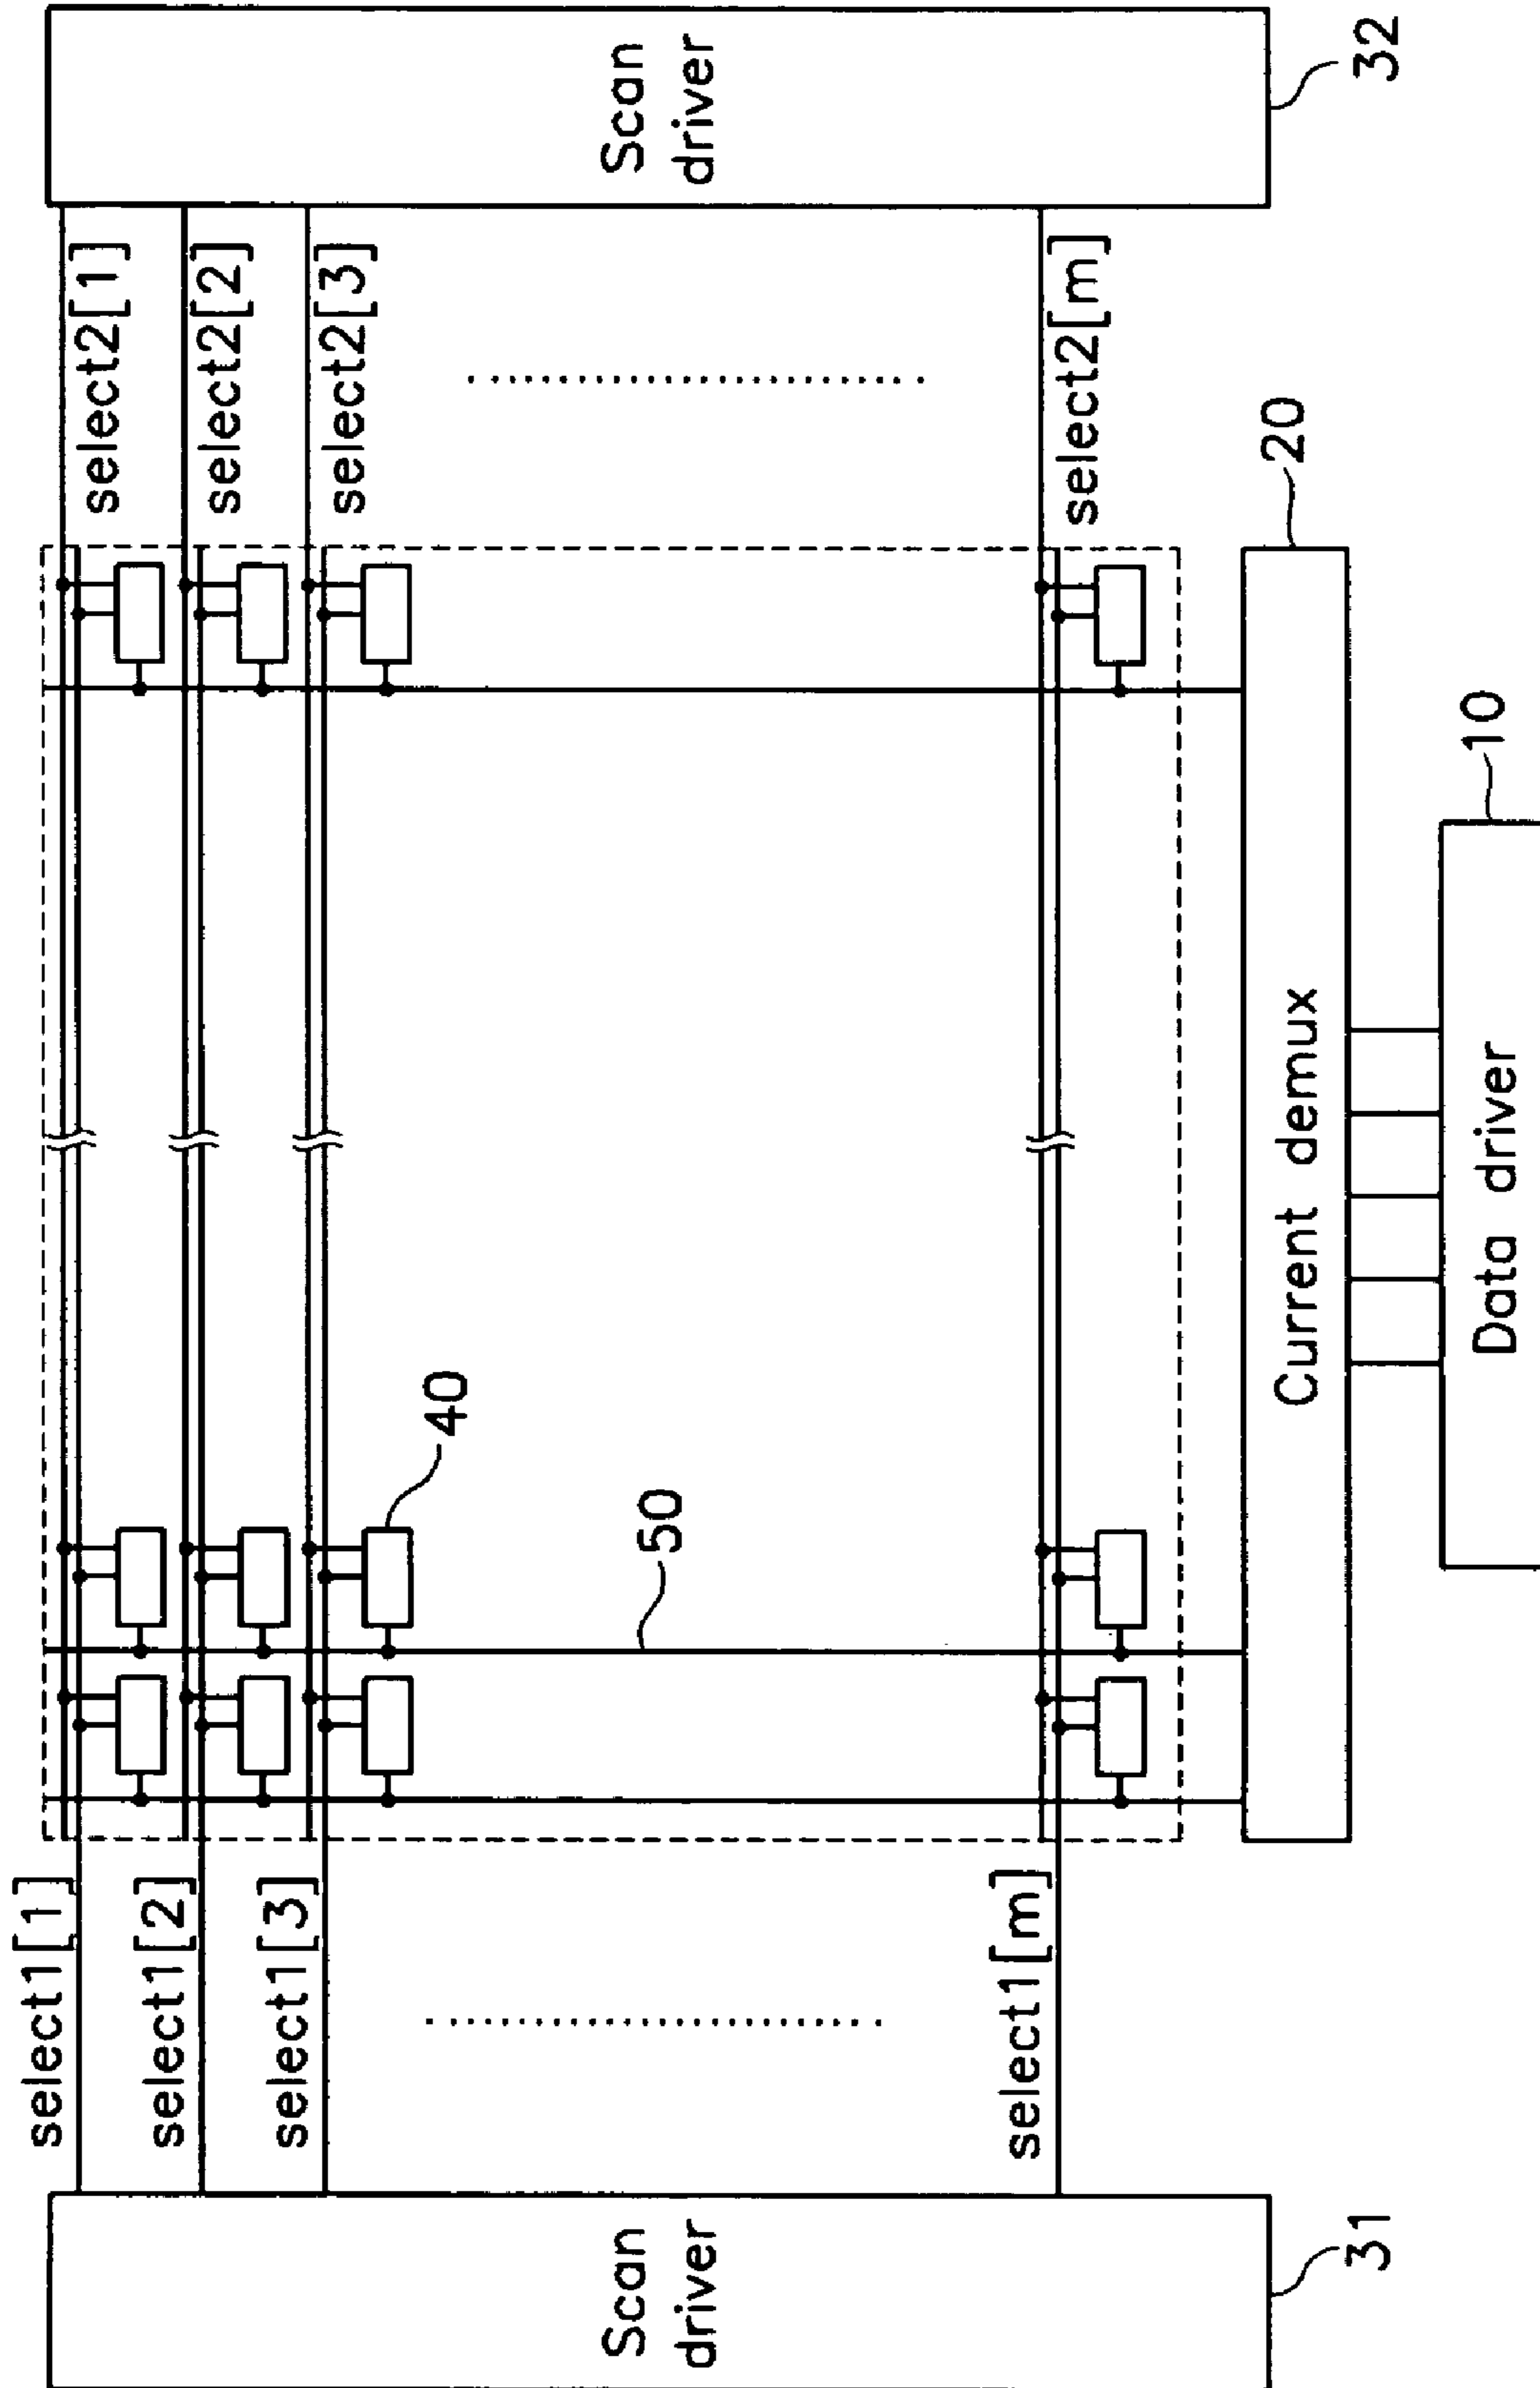 select1[1]
select1[2]
select1[3]
select1[m]
select2[1]
select2[2]
select2[3]
select2[m]
Scan
driver
31
Scan
driver
32
40
50
Current demux
20
Data driver
10